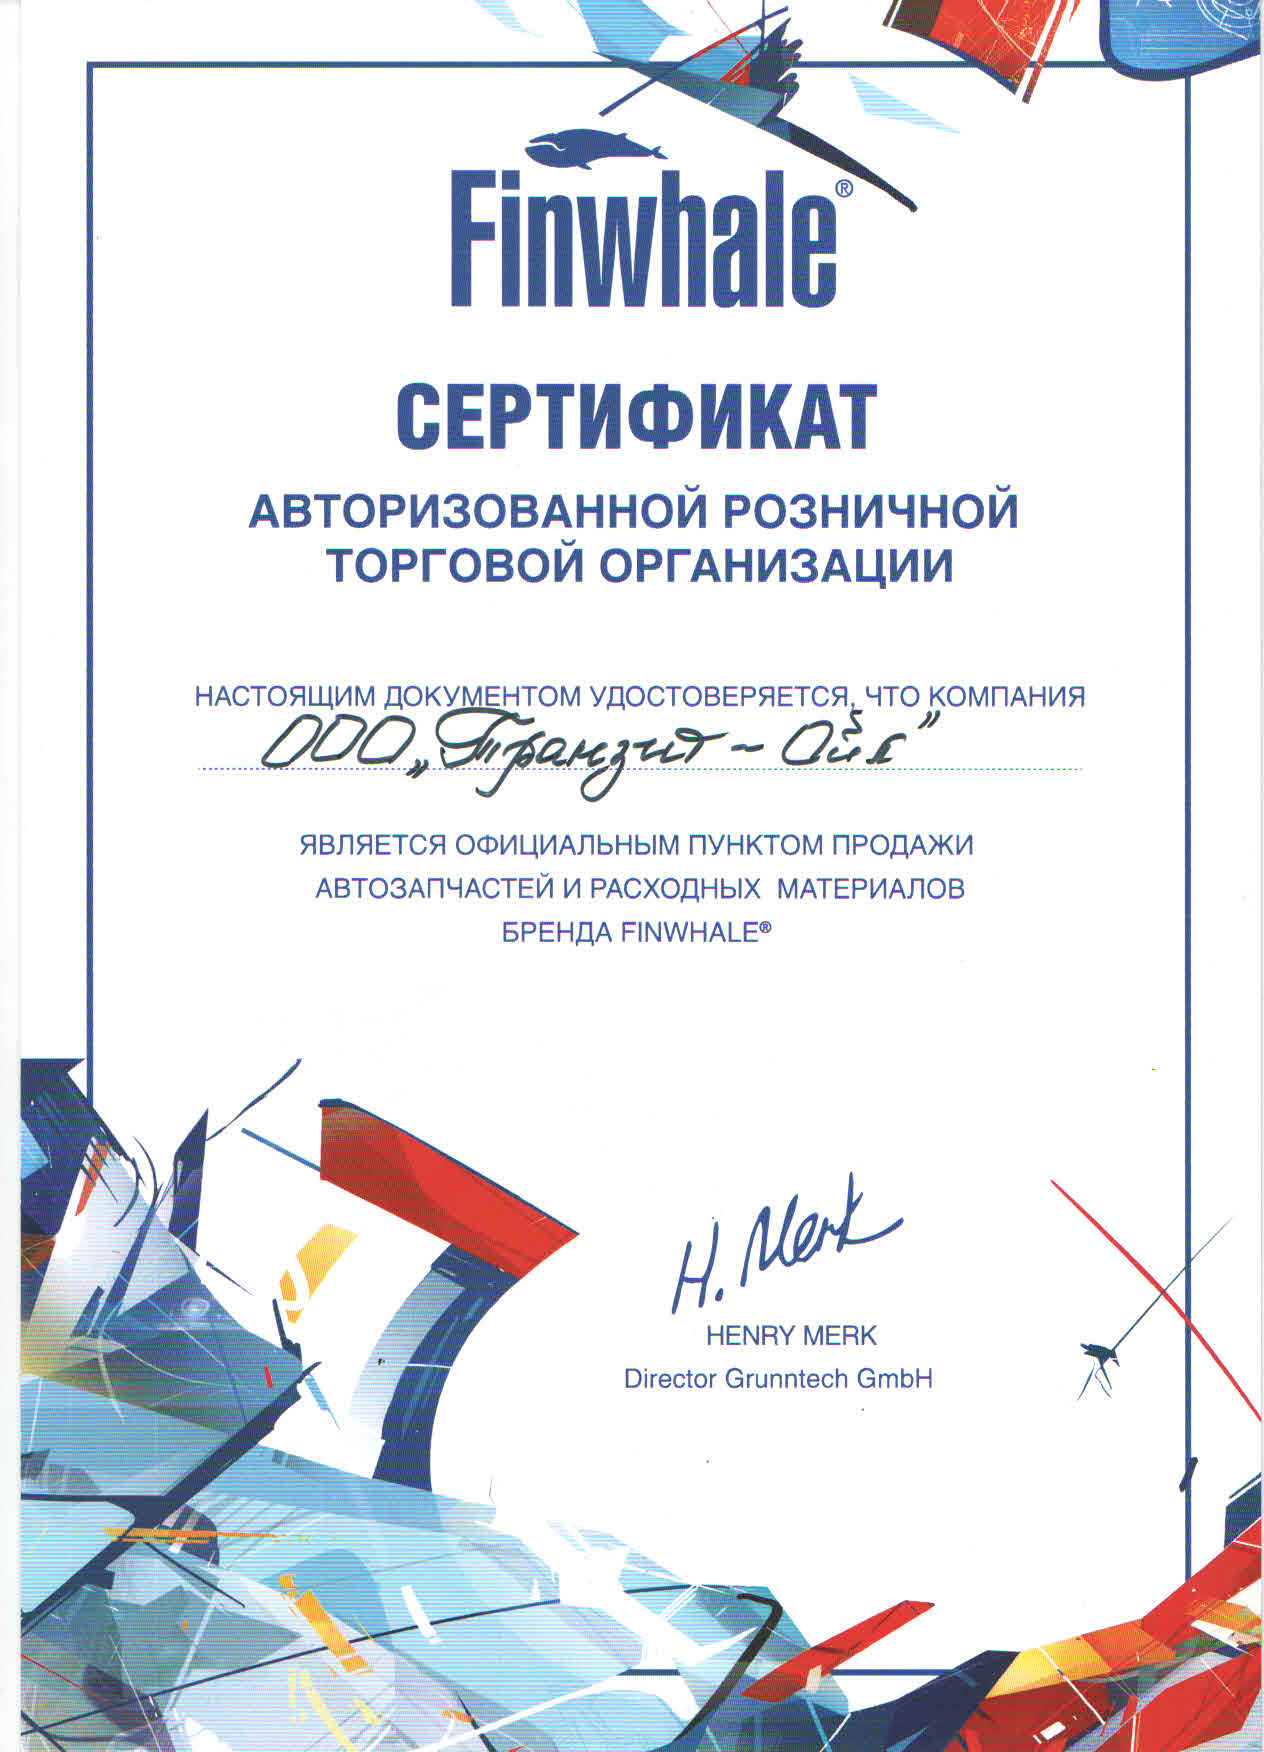 Finwhale®
СЕРТИФИКАТ
АВТОРИЗОВАННОЙ РОЗНИЧНОЙ
ТОРГОВОЙ ОРГАНИЗАЦИИ
НАСТОЯЩИМ ДОКУМЕНТОМ УДОСТОВЕРЯЕТСЯ, ЧТО КОМПАНИЯ
ООО „Транзит - Ойл"
ЯВЛЯЕТСЯ ОФИЦИАЛЬНЫМ ПУНКТОМ ПРОДАЖИ
АВТОЗАПЧАСТЕЙ И РАСХОДНЫХ МАТЕРИАЛОВ
БРЕНДА FINWHALE®
H. Merk
HENRY MERK
Director Grunntech GmbH